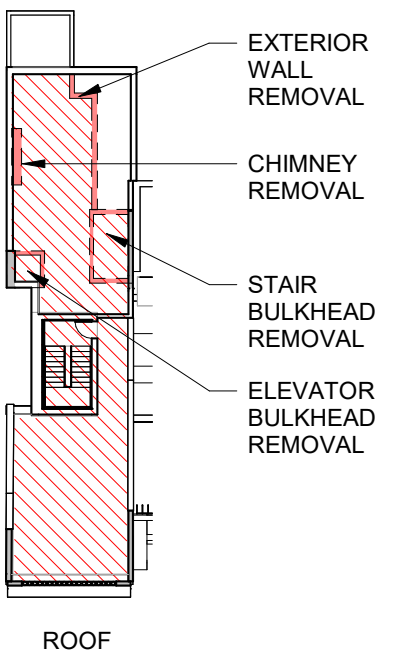 EXTERIOR
WALL
REMOVAL
CHIMNEY
REMOVAL
STAIR
BULKHEAD
REMOVAL
ELEVATOR
BULKHEAD
REMOVAL
ROOF